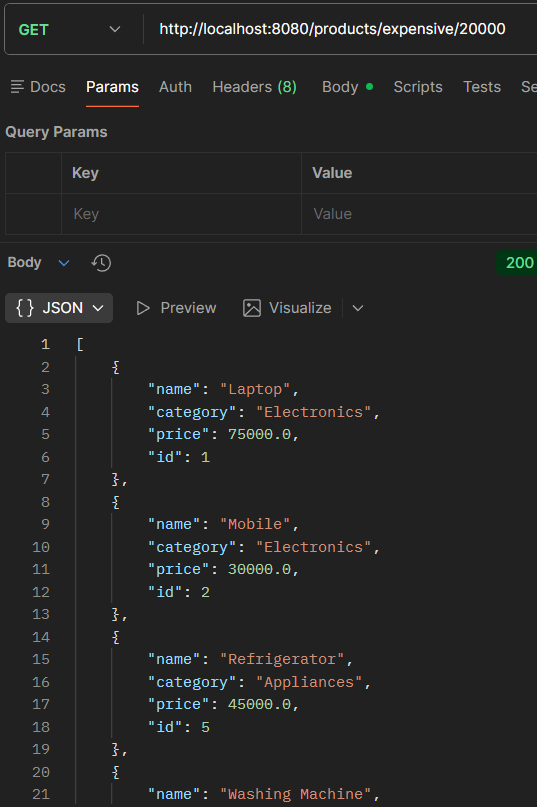 GET http://localhost:8080/products/expensive/20000
Docs Params Auth Headers (8) Body Scripts Tests Se
Query Params
Key Value
Key Value
Body 200
{ } JSON Preview Visualize
1 [
2 {
3 "name": "Laptop",
4 "category": "Electronics",
5 "price": 75000.0,
6 "id": 1
7 },
8 {
9 "name": "Mobile",
10 "category": "Electronics",
11 "price": 30000.0,
12 "id": 2
13 },
14 {
15 "name": "Refrigerator",
16 "category": "Appliances",
17 "price": 45000.0,
18 "id": 5
19 },
20 {
21 "name": "Washing Machine",